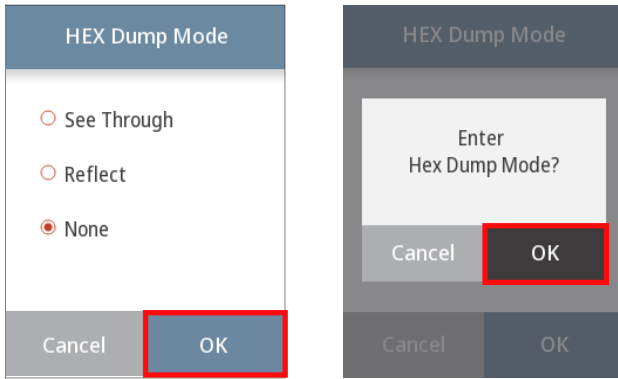 HEX Dump Mode
See Through
Reflect
None
Cancel OK
HEX Dump Mode
Enter
Hex Dump Mode?
Cancel OK
Cancel OK